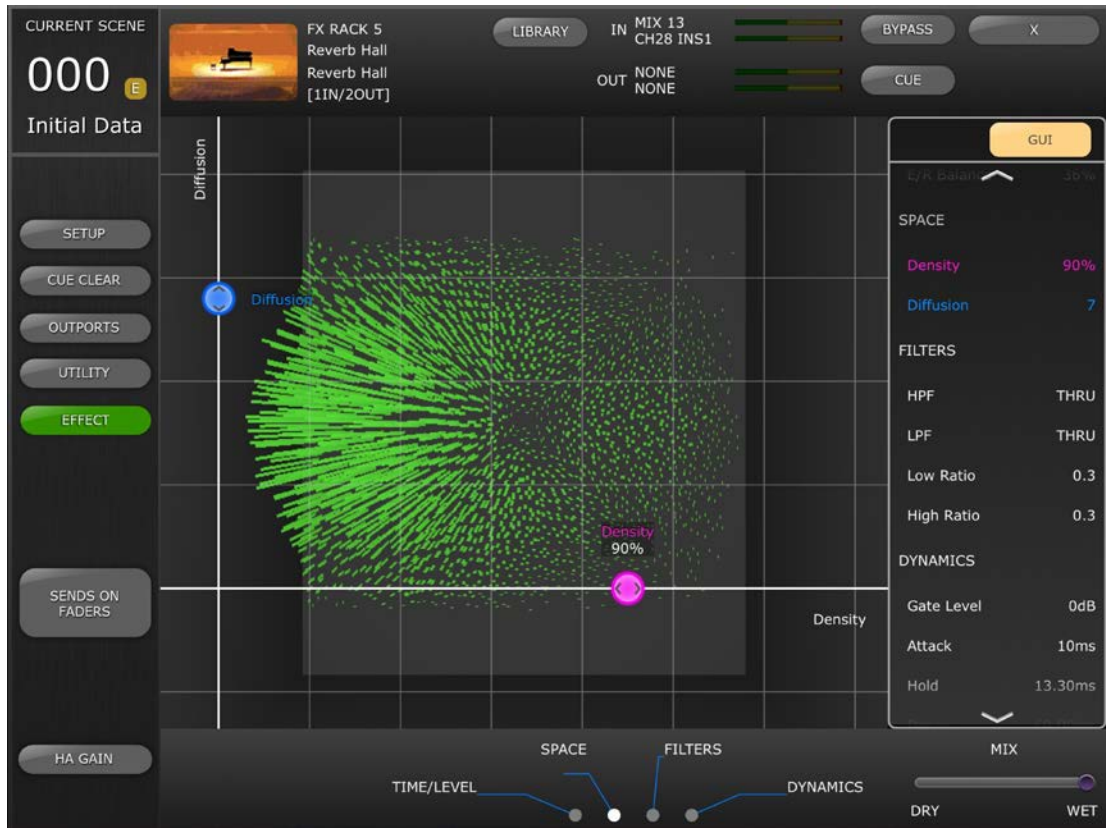 CURRENT SCENE
000 E
Initial Data
FX RACK 5
Reverb Hall
Reverb Hall
[1IN/2OUT]
LIBRARY
IN MIX 13
CH28 INS1
OUT NONE
NONE
BYPASS
X
CUE
SETUP
CUE CLEAR
OUTPORTS
UTILITY
EFFECT
SENDS ON
FADERS
HA GAIN
Diffusion
Diffusion
Density
90%
Density
GUI
E/R Balance 36%
SPACE
Density 90%
Diffusion 7
FILTERS
HPF THRU
LPF THRU
Low Ratio 0.3
High Ratio 0.3
DYNAMICS
Gate Level 0dB
Attack 10ms
Hold 13.30ms
SPACE
FILTERS
TIME/LEVEL
DYNAMICS
MIX
DRY WET